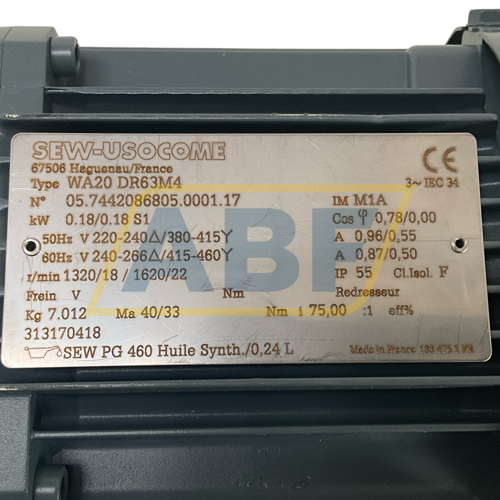 SEW-USOCOME
67506 Haguenau/France
Type WA20 DR63M4 3~ IEC 34
N° 05.7442086805.0001.17 IM M1A
kW 0.18/0.18 S1 Cos φ 0,78/0,00
50Hz V 220-240△/380-415Y A 0,96/0,55
60Hz V 240-266△/415-460Y A 0,87/0,50
r/min 1320/18 / 1620/22 IP 55 Cl.Isol. F
Frein V Nm Redresseur
Kg 7.012 Ma 40/33 Nm i 75,00 :1 eff%
313170418
SEW PG 460 Huile Synth./0,24 L Made in France
CE
ABF